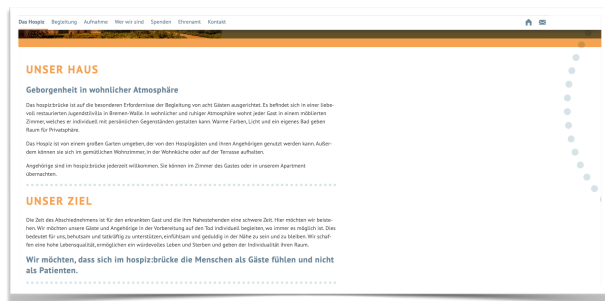 Das Hospiz Begleitung Aufnahme Wer wir sind Spenden Ehrenamt Kontakt
UNSER HAUS
Geborgenheit in wohnlicher Atmosphäre
Das hospiz:brücke ist auf die besonderen Erfordernisse der Begleitung von acht Gästen ausgerichtet. Es befindet sich in einer liebe-
voll restaurierten Jugendstilvilla in Bremen-Walle. In wohnlicher und ruhiger Atmosphäre wohnt jeder Gast in einem möblierten
Zimmer, welches er individuell mit persönlichen Gegenständen gestalten kann. Warme Farben, Licht und ein eigenes Bad geben
Raum für Privatsphäre.
Das Hospiz ist von einem großen Garten umgeben, der von den Hospizgästen und ihren Angehörigen genutzt werden kann. Außer-
dem können sie sich im gemütlichen Wohnzimmer, in der Wohnküche oder auf der Terrasse aufhalten.
Angehörige sind im hospiz:brücke jederzeit willkommen. Sie können im Zimmer des Gastes oder in unserem Apartment
übernachten.
UNSER ZIEL
Die Zeit des Abschiednehmens ist für den erkrankten Gast und die ihm Nahestehenden eine schwere Zeit. Hier möchten wir beiste-
hen. Wir möchten unsere Gäste und Angehörige in der Vorbereitung auf den Tod individuell begleiten, wo immer es möglich ist. Dies
bedeutet für uns, behutsam und tatkräftig zu unterstützen, einfühlsam und geduldig in der Nähe zu sein und zu bleiben. Wir schaf-
fen eine hohe Lebensqualität, ermöglichen ein würdevolles Leben und Sterben und geben der Individualität ihren Raum.
Wir möchten, dass sich im hospiz:brücke die Menschen als Gäste fühlen und nicht
als Patienten.